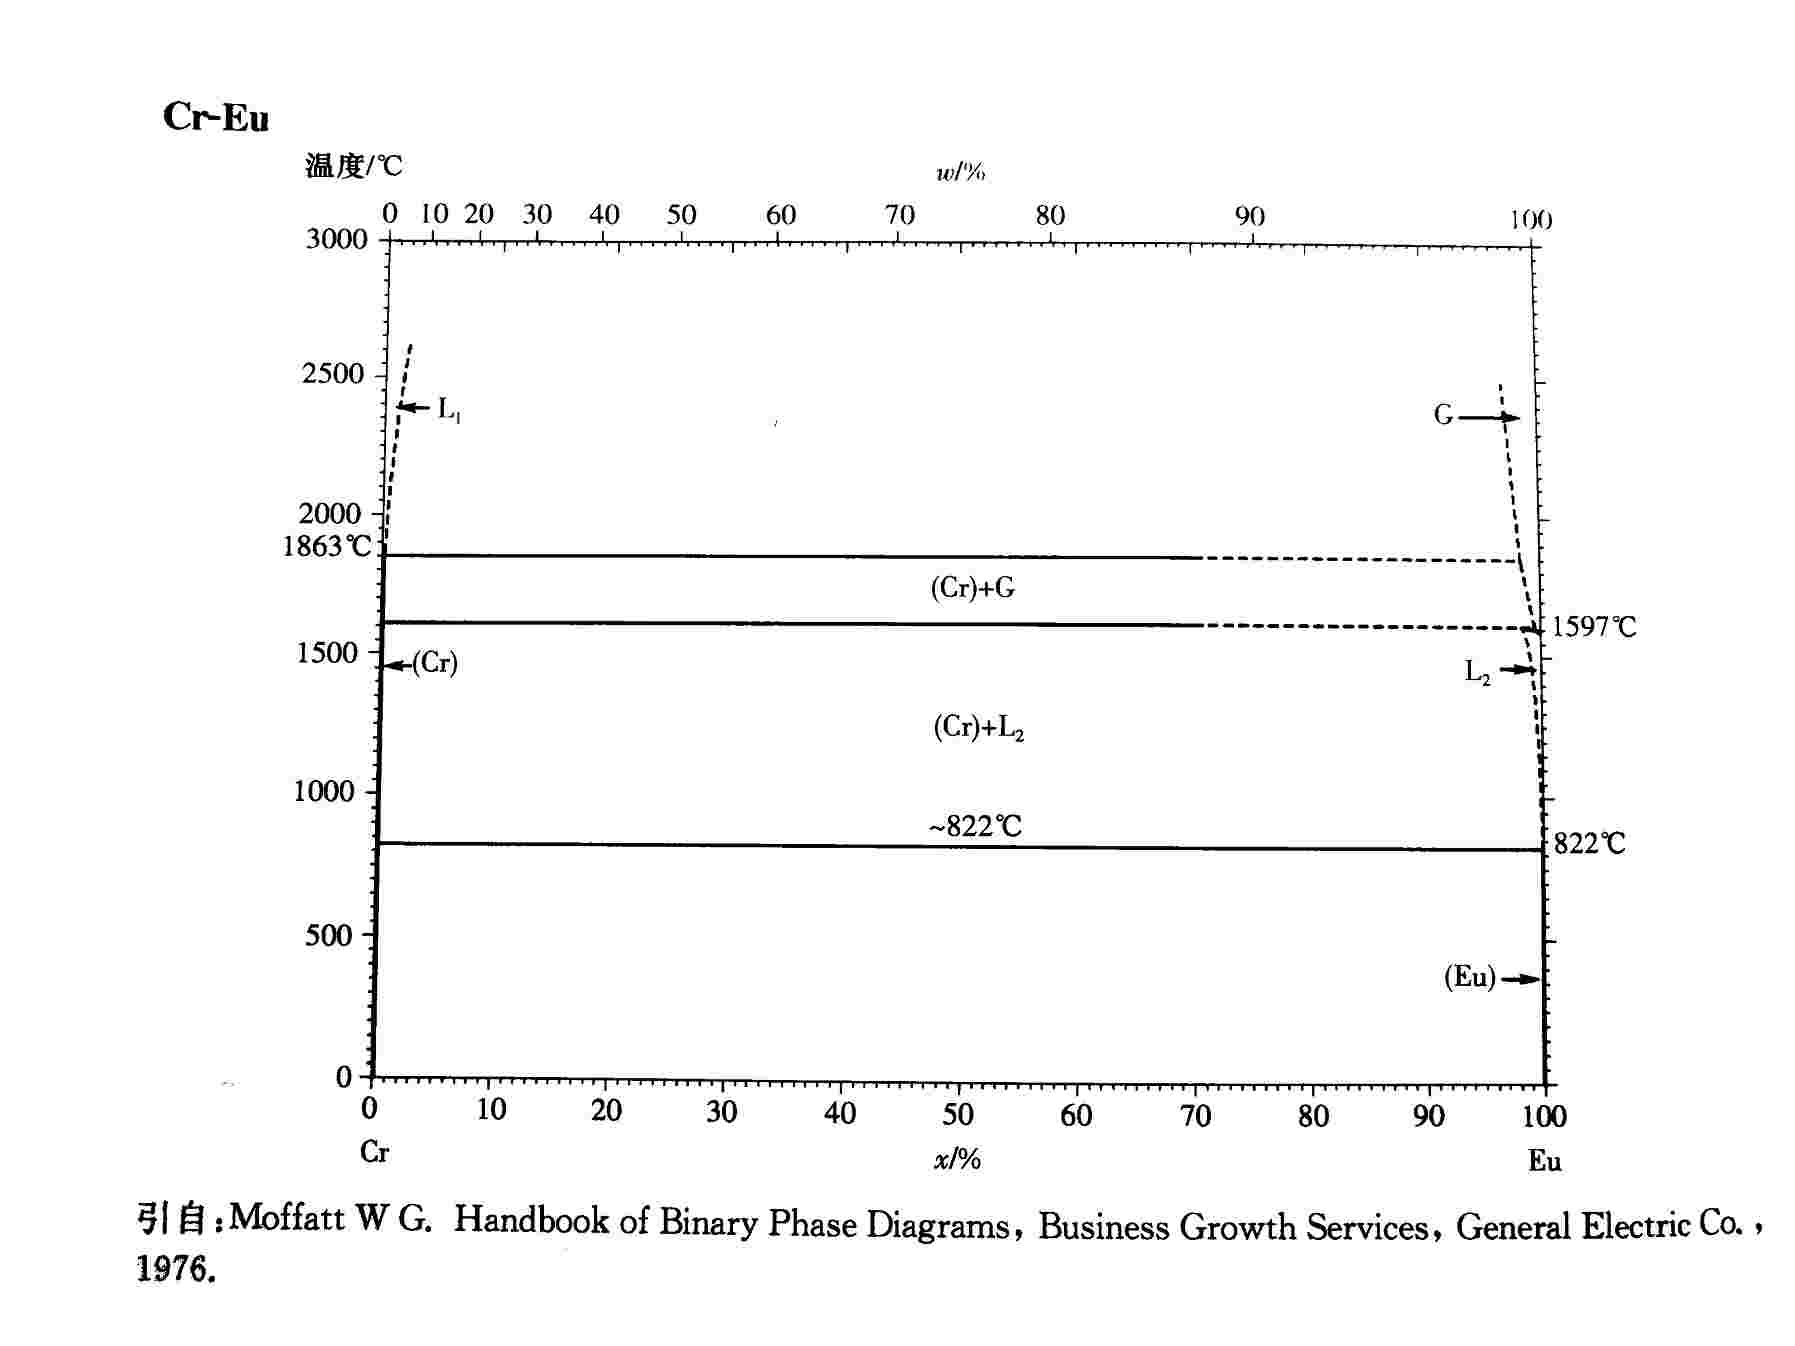 Cr-Eu
温度/℃
w/%
0 10 20 30 40 50 60 70 80 90 100
3000
2500
L₁
G
2000
1863℃
(Cr)+G
1597℃
1500
(Cr)
L₂
(Cr)+L₂
1000
~822℃
822℃
500
(Eu)
0
0 10 20 30 40 50 60 70 80 90 100
Cr
x/%
Eu
引自:Moffatt W G. Handbook of Binary Phase Diagrams, Business Growth Services, General Electric Co.,
1976.